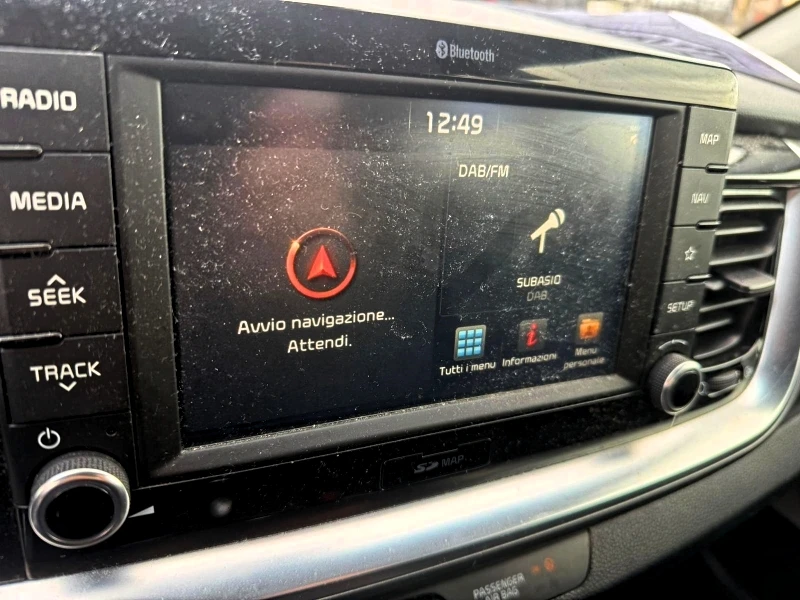 Bluetooth
RADIO
MEDIA
SEEK
TRACK
12:49
DAB/FM
SUBASIO
DAB
Avvio navigazione...
Attendi.
Tutti i menu
Informazioni
Menu
personale
MAP
NAV
SETUP
SD MAP
PASSENGER
AIR BAG